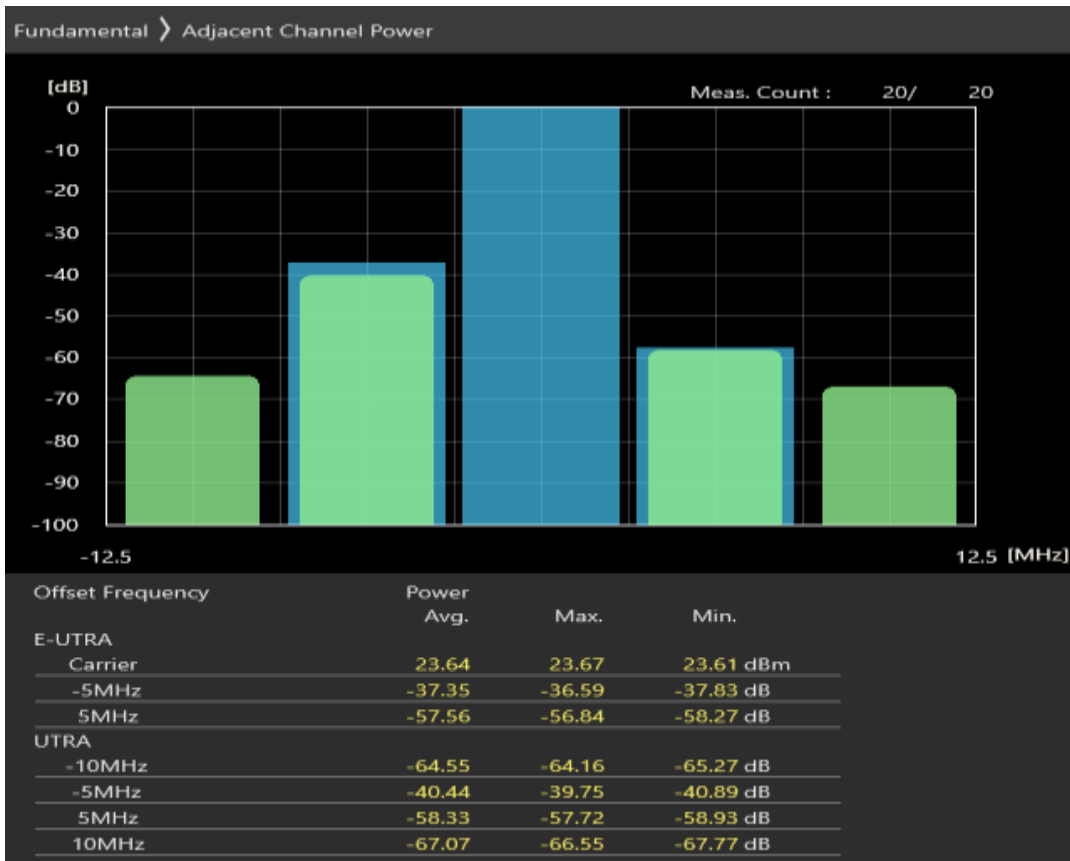 Fundamental ❭ Adjacent Channel Power
[dB]
Meas. Count : 20/ 20
0
-10
-20
-30
-40
-50
-60
-70
-80
-90
-100
-12.5 12.5 [MHz]
Offset Frequency Power
Avg. Max. Min.
E-UTRA
Carrier 23.64 23.67 23.61 dBm
-5MHz -37.35 -36.59 -37.83 dB
5MHz -57.56 -56.84 -58.27 dB
UTRA
-10MHz -64.55 -64.16 -65.27 dB
-5MHz -40.44 -39.75 -40.89 dB
5MHz -58.33 -57.72 -58.93 dB
10MHz -67.07 -66.55 -67.77 dB